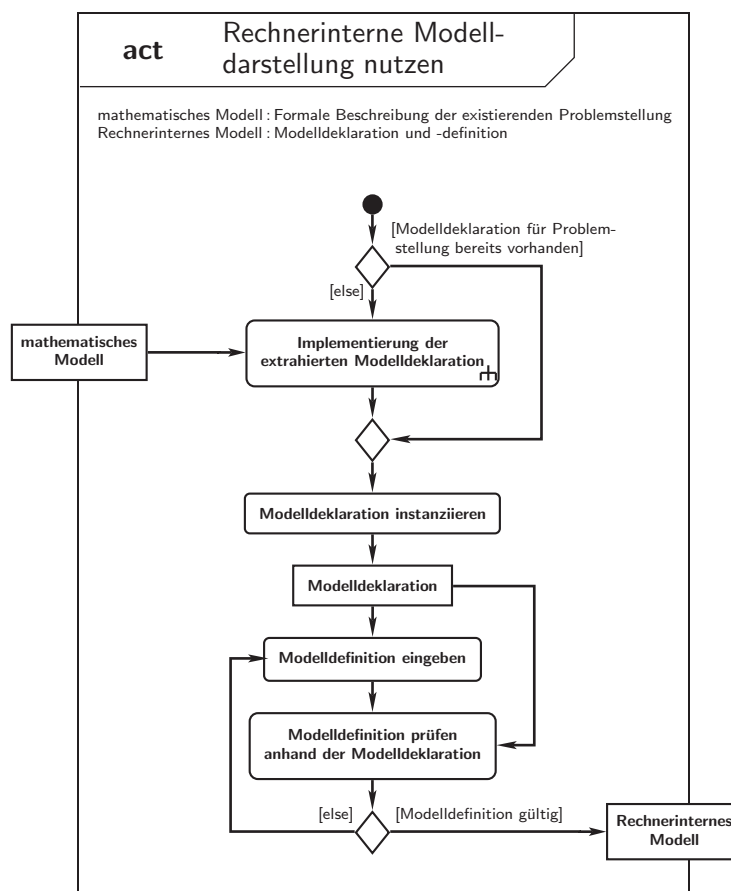 act
Rechnerinterne Modell-
darstellung nutzen
mathematisches Modell : Formale Beschreibung der existierenden Problemstellung
Rechnerinternes Modell : Modelldeklaration und -definition
[Modelldeklaration für Problem-
stellung bereits vorhanden]
[else]
mathematisches
Modell
Implementierung der
extrahierten Modelldeklaration
Modelldeklaration instanziieren
Modelldeklaration
Modelldefinition eingeben
Modelldefinition prüfen
anhand der Modelldeklaration
[else]
[Modelldefinition gültig]
Rechnerinternes
Modell